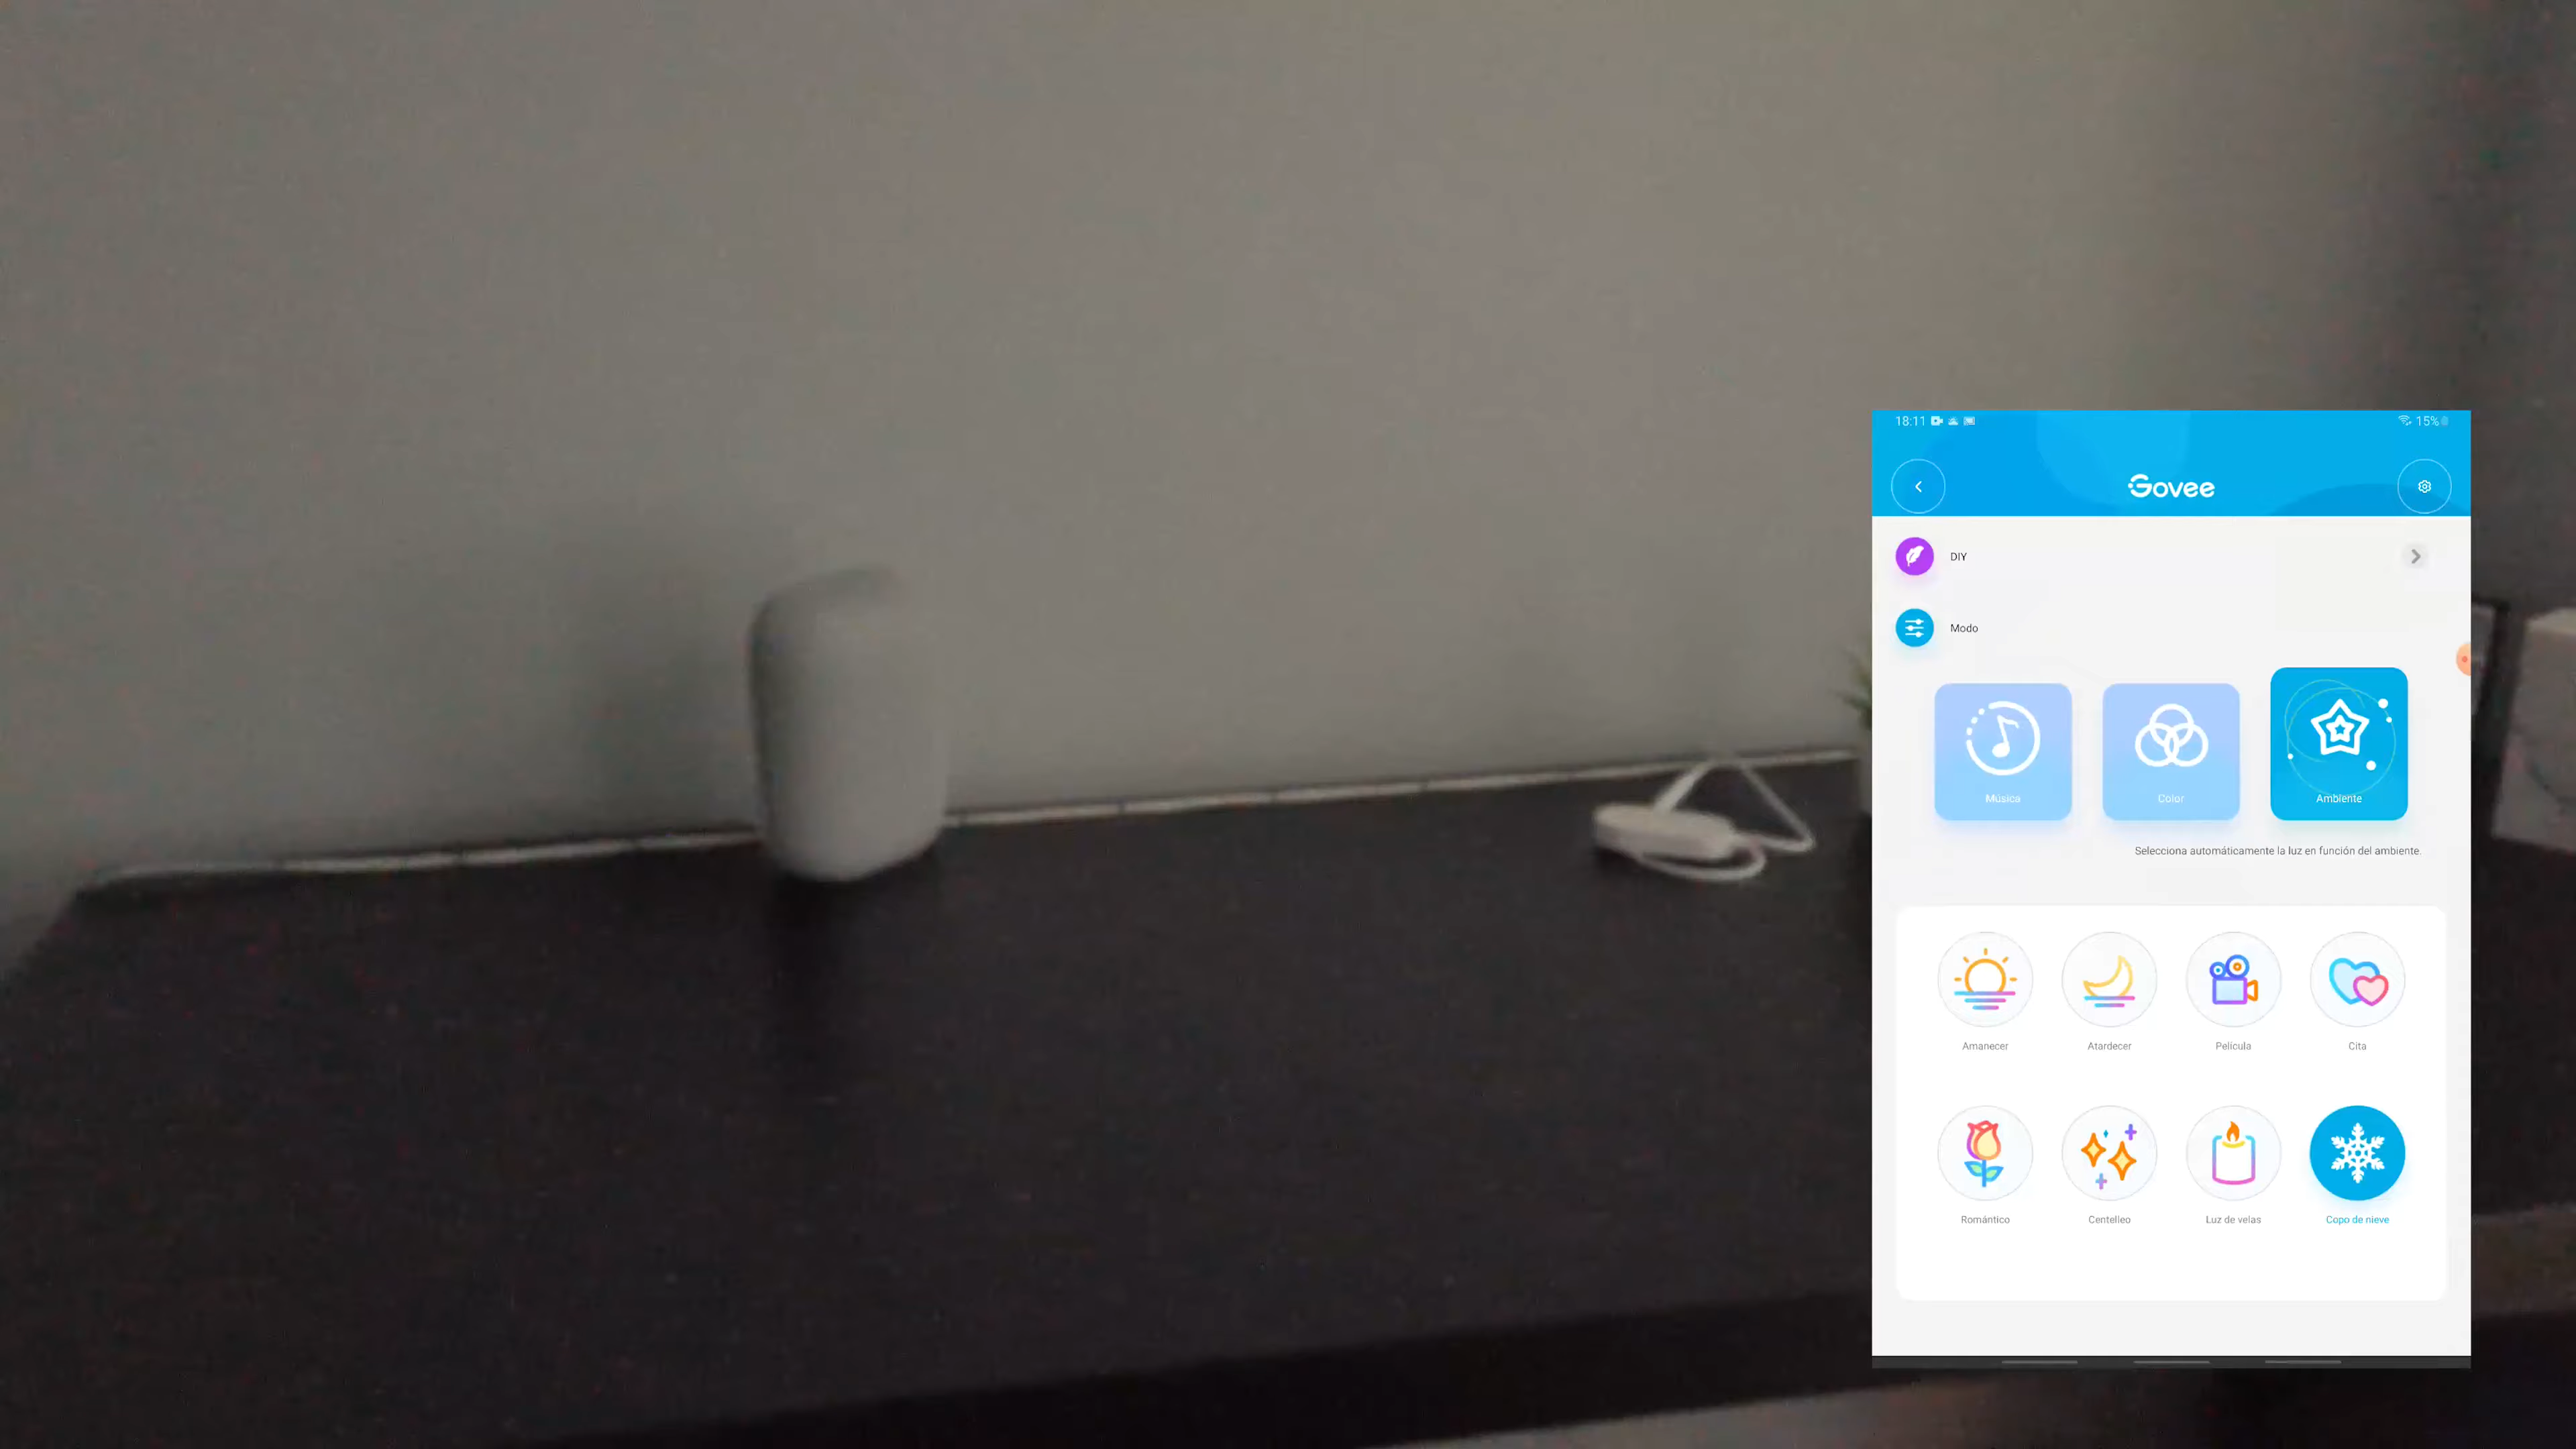 18:11
15%
Govee
DIY
Modo
Música
Color
Ambiente
Selecciona automáticamente la luz en función del ambiente.
Amanecer
Atardecer
Película
Cita
Romántico
Centelleo
Luz de velas
Copo de nieve